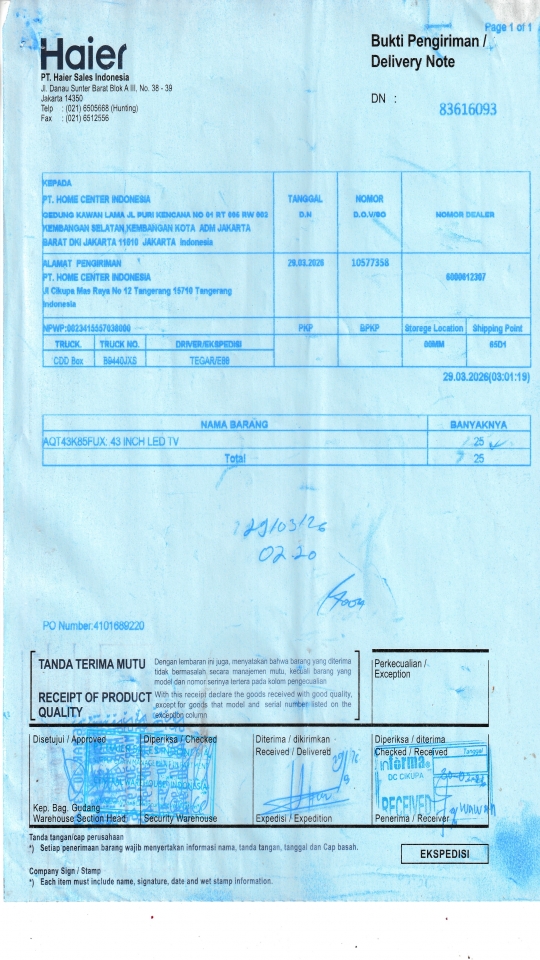 Page 1 of 1
Haier
Bukti Pengiriman /
Delivery Note
PT. Haier Sales Indonesia
Jl. Danau Sunter Barat Blok A III, No. 38 - 39
Jakarta 14350
Telp : (021) 6505668 (Hunting)
Fax : (021) 6512556
DN :
83616093
KEPADA
PT. HOME CENTER INDONESIA
GEDUNG KAWAN LAMA JL PURI KENCANA NO 01 RT 006 RW 002
KEMBANGAN SELATAN,KEMBANGAN KOTA ADM JAKARTA
BARAT DKI JAKARTA 11610 JAKARTA Indonesia
TANGGAL
D.N
NOMOR
D.O.V/SO
NOMOR DEALER
ALAMAT PENGIRIMAN
PT. HOME CENTER INDONESIA
Jl Cikupa Mas Raya No 12 Tangerang 15710 Tangerang
Indonesia
29.03.2026
10577358
NPWP:0023415557038000
PKP
BPKP
Storage Location
Shipping Point
TRUCK
TRUCK NO.
DRIVER/EKSPEDISI
CDD Box
B9440JXS
29.03.2026(03:01:19)
NAMA BARANG
BANYAKNYA
AQT43K85FUX: 43 INCH LED TV
25
Total
25
29/03/26
02.20
PO Number:4101689220
TANDA TERIMA MUTU
Dengan lembaran ini juga, menyatakan bahwa barang yang diterima
tidak bermasalah secara manajemen mutu, kecuali barang yang
model dan nomor serinya tertera pada kolom pengecualian
RECEIPT OF PRODUCT
QUALITY
With this receipt declare the goods received with good quality,
except for goods that model and serial number listed on the
exception column
Perkecualian /
Exception
Disetujui / Approved
Diperiksa / Checked
Diterima / dikirimkan
Received / Delivered
Diperiksa / diterima
Checked / Received
Tanggal
informa
DC CIKUPA
RECEIVED
Kep. Bag. Gudang
Warehouse Section Head
Security Warehouse
Expedisi / Expedition
Penerima / Receiver
Tanda tangan/cap perusahaan
*) Setiap penerimaan barang wajib menyertakan informasi nama, tanda tangan, tanggal dan Cap basah.
EKSPEDISI
Company Sign / Stamp
*) Each item must include name, signature, date and wet stamp information.